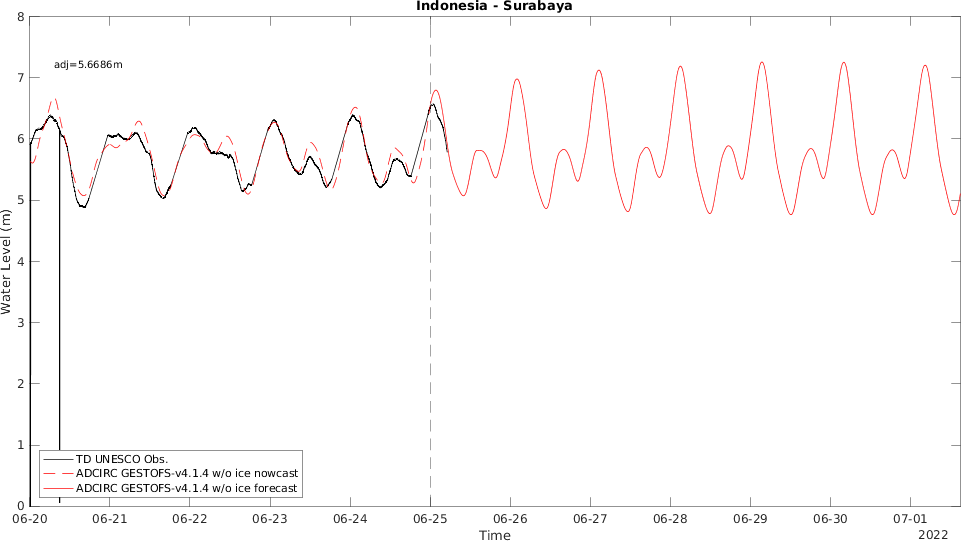 Indonesia - Surabaya
8
7
6
5
4
3
2
1
0
adj=5.6686m
Water Level (m)
TD UNESCO Obs.
ADCIRC GESTOFS-v4.1.4 w/o ice nowcast
ADCIRC GESTOFS-v4.1.4 w/o ice forecast
06-20 06-21 06-22 06-23 06-24 06-25 06-26 06-27 06-28 06-29 06-30 07-01
Time
2022